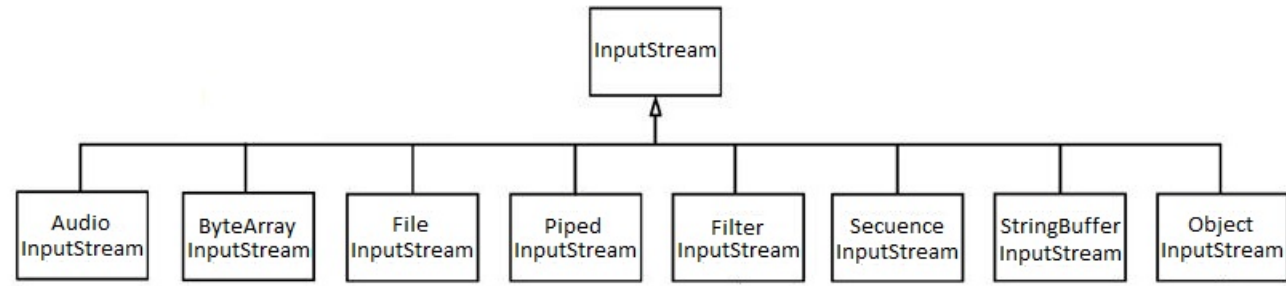 InputStream
Audio
InputStream
ByteArray
InputStream
File
InputStream
Piped
InputStream
Filter
InputStream
Secuence
InputStream
StringBuffer
InputStream
Object
InputStream